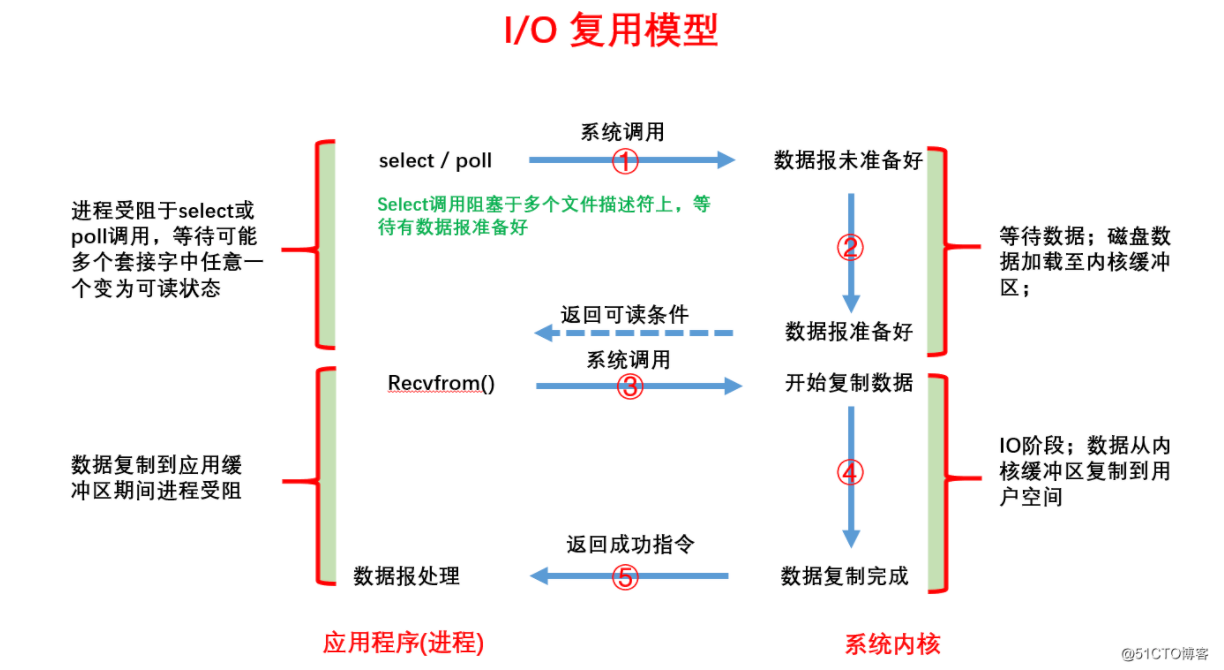 I/O 复用模型
系统调用
select / poll
①
数据报未准备好
Select调用阻塞于多个文件描述符上，等
待有数据报准备好
进程受阻于select或
poll调用，等待可能
多个套接字中任意一
个变为可读状态
②
等待数据；磁盘数
据加载至内核缓冲
区；
返回可读条件
数据报准备好
系统调用
Recvfrom()
③
开始复制数据
数据复制到应用缓
冲区期间进程受阻
④
IO阶段；数据从内
核缓冲区复制到用
户空间
返回成功指令
数据报处理
⑤
数据复制完成
应用程序(进程)
系统内核
@51CTO博客